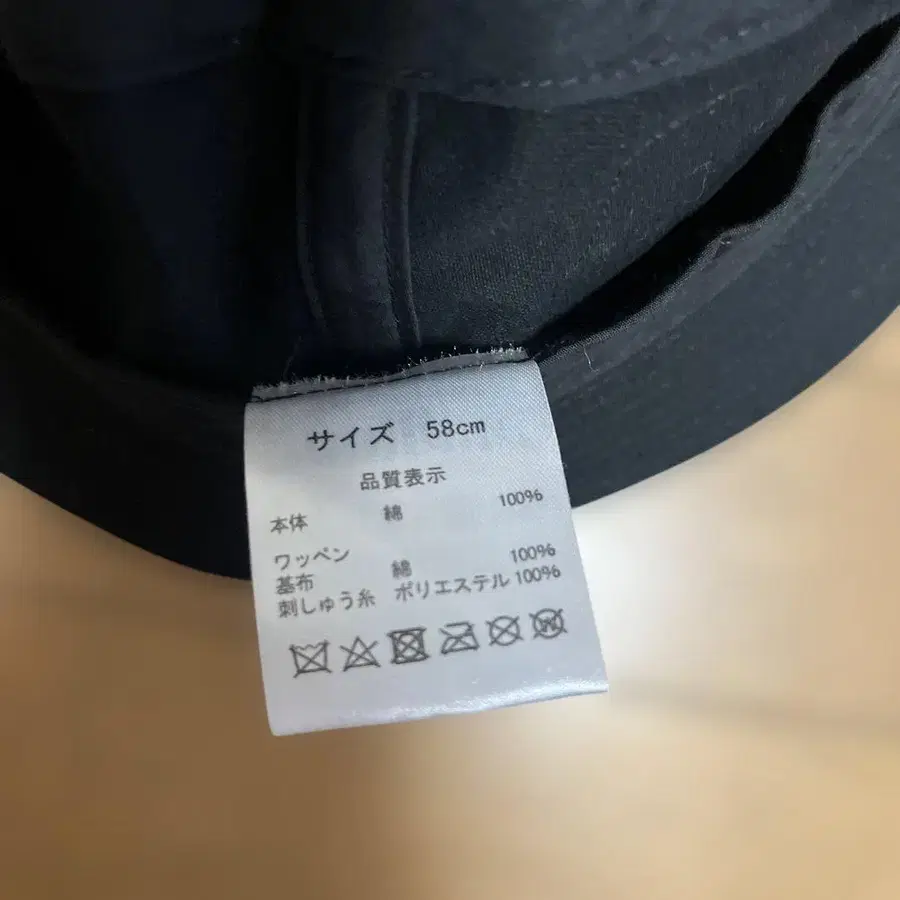 サイズ 58cm
品質表示
本体 綿 100%
ワッペン
基布 綿 100%
刺しゅう糸 ポリエステル 100%